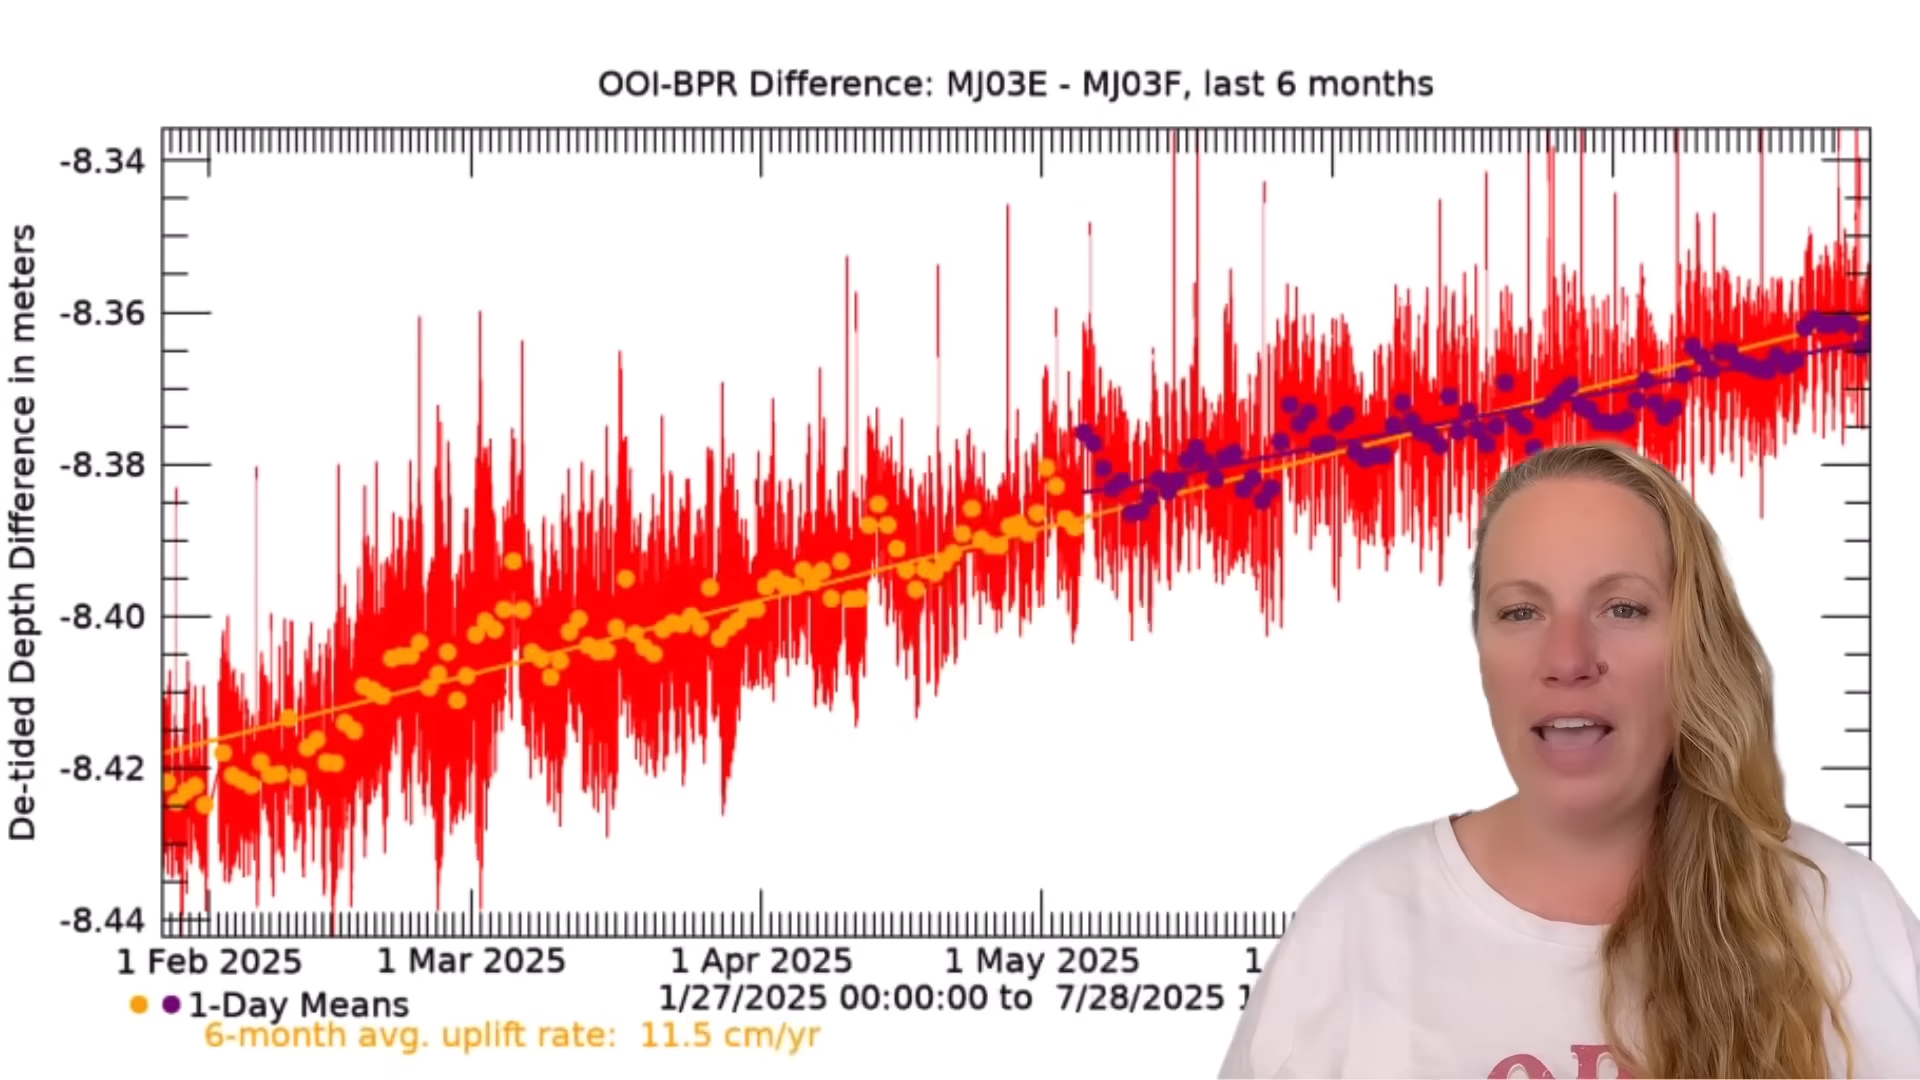 OOI-BPR Difference: MJ03E - MJ03F, last 6 months
De-tided Depth Difference in meters
-8.34
-8.36
-8.38
-8.40
-8.42
-8.44
1 Feb 2025 1 Mar 2025 1 Apr 2025 1 May 2025 1
1/27/2025 00:00:00 to 7/28/2025 1
1-Day Means
6-month avg. uplift rate: 11.5 cm/yr